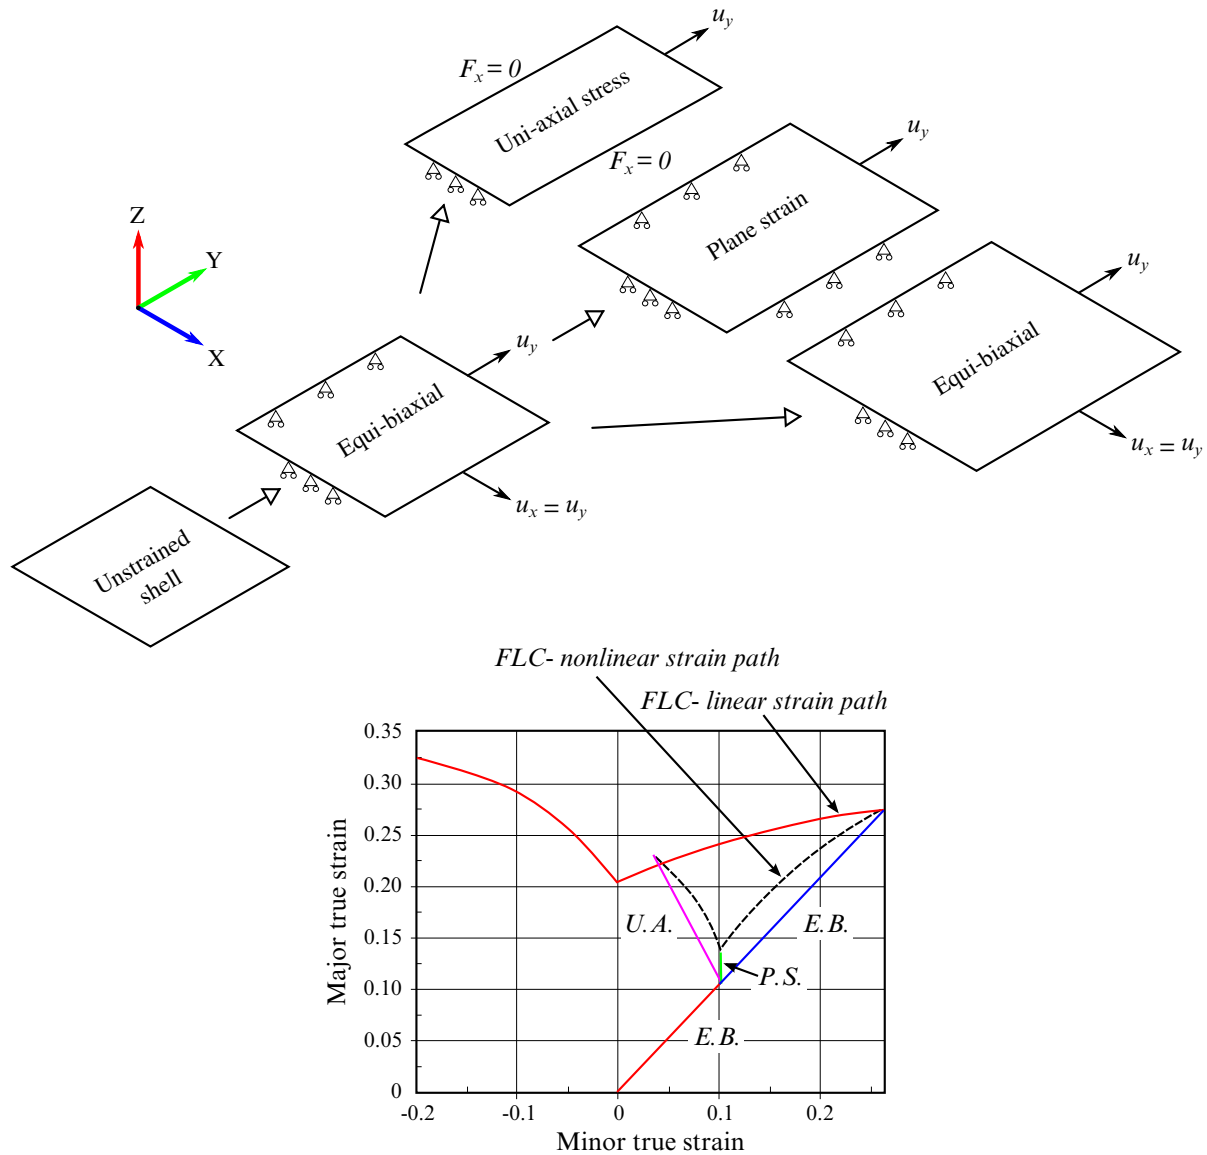 u_y
F_x = 0
Uni-axial stress
F_x = 0
u_y
Plane strain
Z
Y
X
u_y
Equi-biaxial
u_x = u_y
u_y
Equi-biaxial
u_x = u_y
Unstrained
shell
FLC- nonlinear strain path
FLC- linear strain path
0.35
0.30
0.25
0.20
0.15
0.10
0.05
0
Major true strain
U.A.
E.B.
P.S.
E.B.
-0.2
-0.1
0
0.1
0.2
Minor true strain